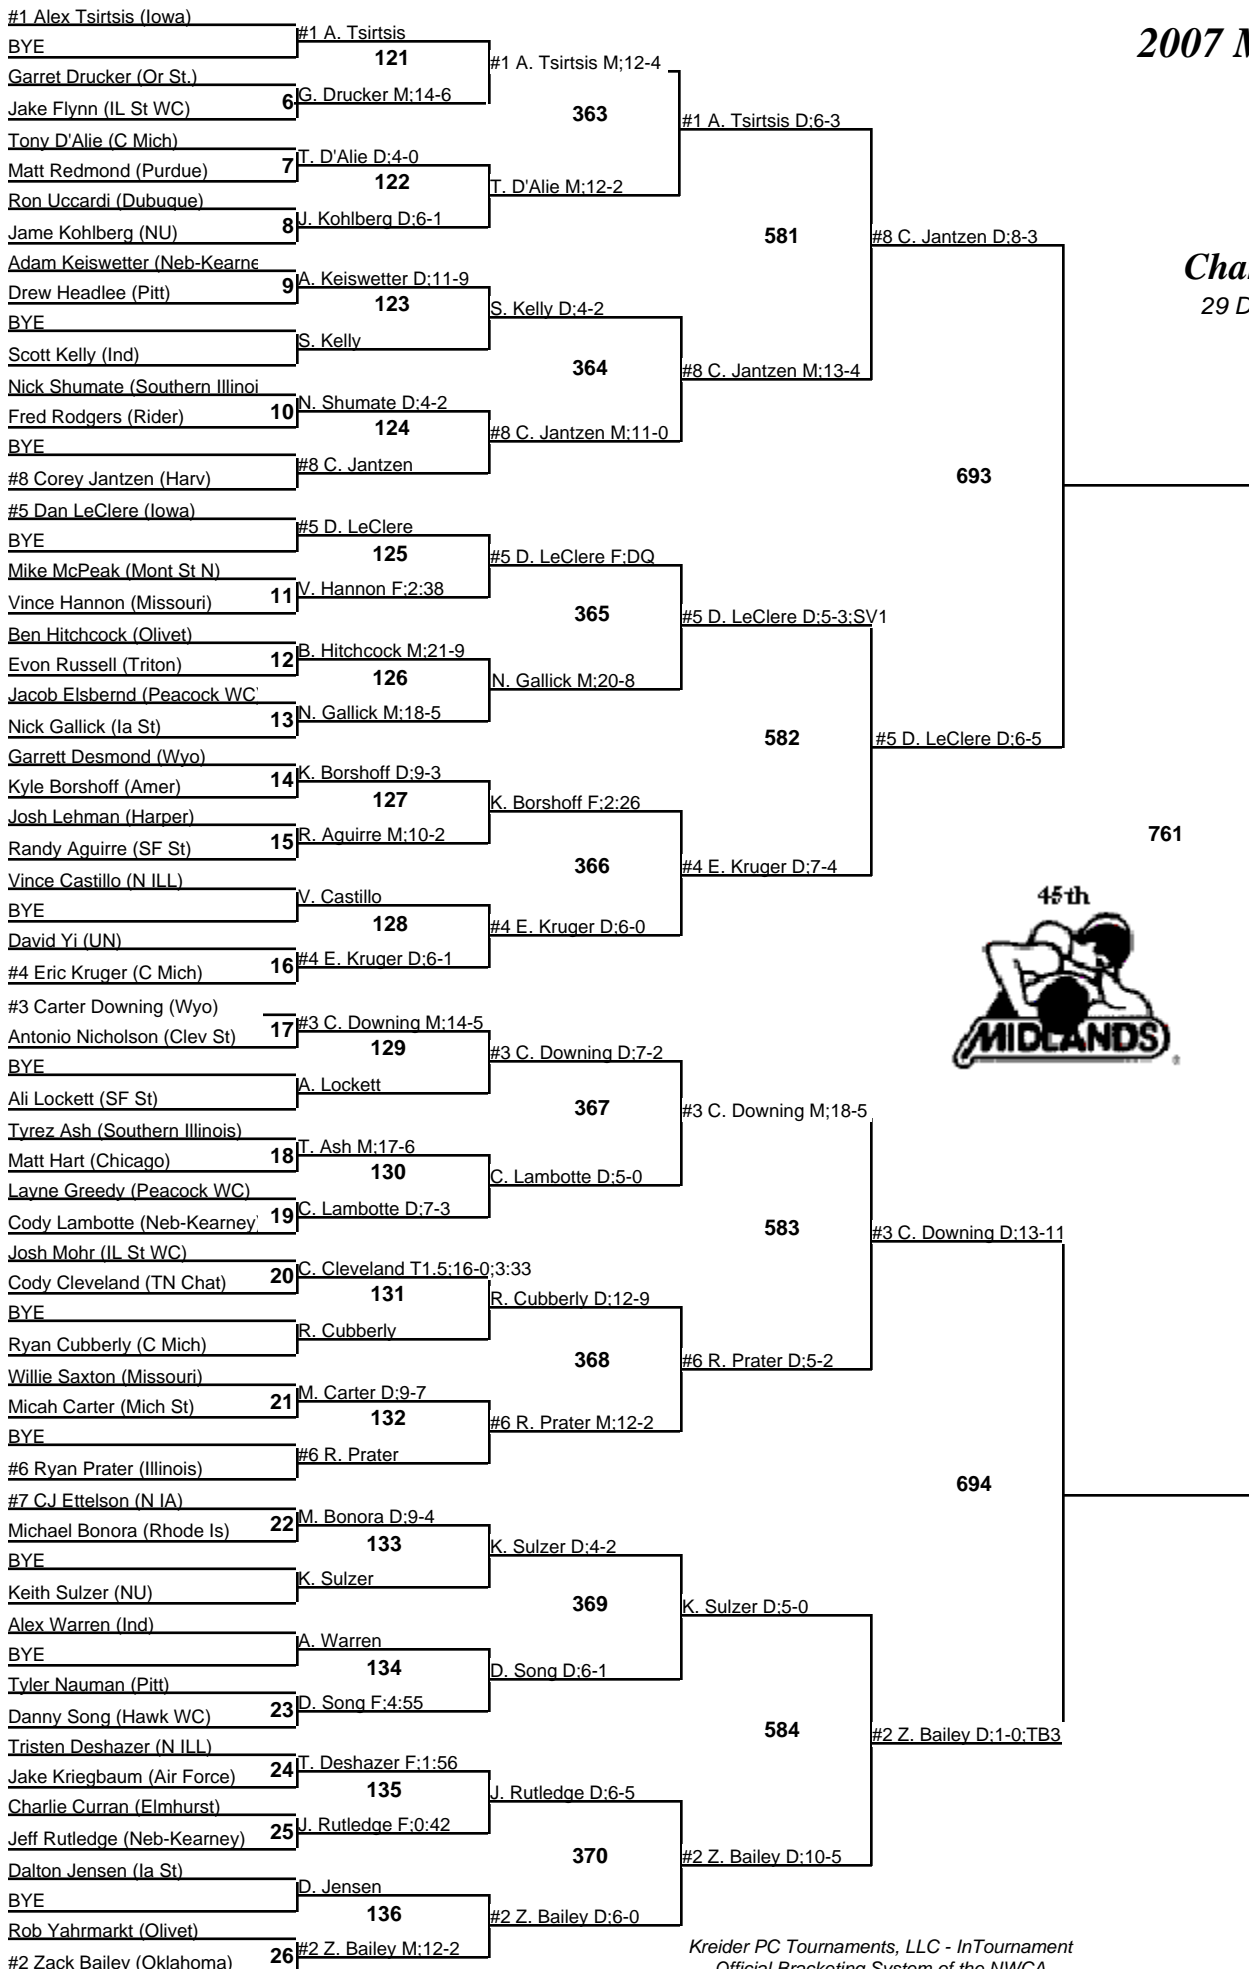 #1 Alex Tsirtsis (Iowa)
BYE
Garret Drucker (Or St.)
Jake Flynn (IL St WC)
Tony D'Alie (C Mich)
Matt Redmond (Purdue)
Ron Uccardi (Dubuque)
Jame Kohlberg (NU)
Adam Keiswetter (Neb-Kearne
Drew Headlee (Pitt)
BYE
Scott Kelly (Ind)
Nick Shumate (Southern Illinoi
Fred Rodgers (Rider)
BYE
#8 Corey Jantzen (Harv)
#5 Dan LeClere (Iowa)
BYE
Mike McPeak (Mont St N)
Vince Hannon (Missouri)
Ben Hitchcock (Olivet)
Evon Russell (Triton)
Jacob Elsbernd (Peacock WC)
Nick Gallick (Ia St)
Garrett Desmond (Wyo)
Kyle Borshoff (Amer)
Josh Lehman (Harper)
Randy Aguirre (SF St)
Vince Castillo (N ILL)
BYE
David Yi (UN)
#4 Eric Kruger (C Mich)
#3 Carter Downing (Wyo)
Antonio Nicholson (Clev St)
BYE
Ali Lockett (SF St)
Tyrez Ash (Southern Illinois)
Matt Hart (Chicago)
Layne Greedy (Peacock WC)
Cody Lambotte (Neb-Kearney)
Josh Mohr (IL St WC)
Cody Cleveland (TN Chat)
BYE
Ryan Cubberly (C Mich)
Willie Saxton (Missouri)
Micah Carter (Mich St)
BYE
#6 Ryan Prater (Illinois)
#7 CJ Ettelson (N IA)
Michael Bonora (Rhode Is)
BYE
Keith Sulzer (NU)
Alex Warren (Ind)
BYE
Tyler Nauman (Pitt)
Danny Song (Hawk WC)
Tristen Deshazer (N ILL)
Jake Kriegbaum (Air Force)
Charlie Curran (Elmhurst)
Jeff Rutledge (Neb-Kearney)
Dalton Jensen (Ia St)
BYE
Rob Yahrmarkt (Olivet)
#2 Zack Bailey (Oklahoma)
6
7
8
9
10
11
12
13
14
15
16
17
18
19
20
21
22
23
24
25
26
#1 A. Tsirtsis
121
G. Drucker M;14-6
T. D'Alie D;4-0
122
J. Kohlberg D;6-1
A. Keiswetter D;11-9
123
S. Kelly
N. Shumate D;4-2
124
#8 C. Jantzen
#5 D. LeClere
125
V. Hannon F;2:38
B. Hitchcock M;21-9
126
N. Gallick M;18-5
K. Borshoff D;9-3
127
R. Aguirre M;10-2
V. Castillo
128
#4 E. Kruger D;6-1
#3 C. Downing M;14-5
129
A. Lockett
T. Ash M;17-6
130
C. Lambotte D;7-3
C. Cleveland T1.5;16-0;3:33
131
R. Cubberly
M. Carter D;9-7
132
#6 R. Prater
M. Bonora D;9-4
133
K. Sulzer
A. Warren
134
D. Song F;4:55
T. Deshazer F;1:56
135
J. Rutledge F;0:42
D. Jensen
136
#2 Z. Bailey M;12-2
#1 A. Tsirtsis M;12-4
363
T. D'Alie M;12-2
S. Kelly D;4-2
364
#8 C. Jantzen M;11-0
#5 D. LeClere F;DQ
365
N. Gallick M;20-8
K. Borshoff F;2:26
366
#4 E. Kruger D;6-0
#3 C. Downing D;7-2
367
C. Lambotte D;5-0
R. Cubberly D;12-9
368
#6 R. Prater M;12-2
K. Sulzer D;4-2
369
D. Song D;6-1
J. Rutledge D;6-5
370
#2 Z. Bailey D;6-0
#1 A. Tsirtsis D;6-3
581
#8 C. Jantzen M;13-4
#5 D. LeClere D;5-3;SV1
582
#4 E. Kruger D;7-4
#3 C. Downing M;18-5
583
#6 R. Prater D;5-2
K. Sulzer D;5-0
584
#2 Z. Bailey D;10-5
#8 C. Jantzen D;8-3
693
#5 D. LeClere D;6-5
#3 C. Downing D;13-11
694
#2 Z. Bailey D;1-0;TB3
2007 M
Cha
29 D
761
45th
MIDLANDS
Kreider PC Tournaments, LLC - InTournament
Official Bracketing System of the NWCA